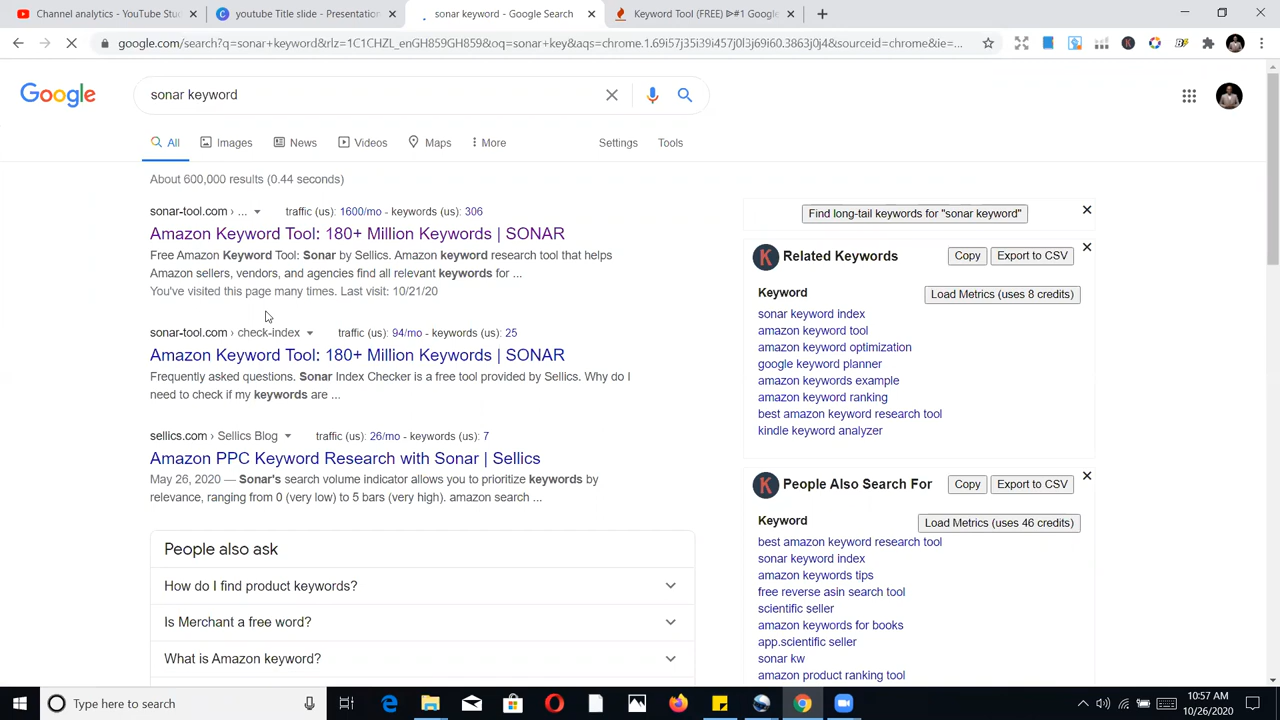 Channel analytics - YouTube Stu
youtube Title slide - Presentation
sonar keyword - Google Search
Keyword Tool (FREE) ᐈ#1 Google
google.com/search?q=sonar+keyword&rlz=1C1CHZL_enGH859GH859&oq=sonar+key&aqs=chrome.1.69i57j35i39i457j0l3j69i60.3863j0j4&sourceid=chrome&ie=...
Google
sonar keyword
All
Images
News
Videos
Maps
More
Settings
Tools
About 600,000 results (0.44 seconds)
sonar-tool.com › ... traffic (us): 1600/mo - keywords (us): 306
Amazon Keyword Tool: 180+ Million Keywords | SONAR
Free Amazon Keyword Tool: Sonar by Sellics. Amazon keyword research tool that helps
Amazon sellers, vendors, and agencies find all relevant keywords for ...
You've visited this page many times. Last visit: 10/21/20
sonar-tool.com › check-index traffic (us): 94/mo - keywords (us): 25
Amazon Keyword Tool: 180+ Million Keywords | SONAR
Frequently asked questions. Sonar Index Checker is a free tool provided by Sellics. Why do I
need to check if my keywords are ...
sellics.com › Sellics Blog traffic (us): 26/mo - keywords (us): 7
Amazon PPC Keyword Research with Sonar | Sellics
May 26, 2020 — Sonar's search volume indicator allows you to prioritize keywords by
relevance, ranging from 0 (very low) to 5 bars (very high). amazon search ...
People also ask
How do I find product keywords?
Is Merchant a free word?
What is Amazon keyword?
Find long-tail keywords for "sonar keyword"
K
Related Keywords
Copy
Export to CSV
Keyword
Load Metrics (uses 8 credits)
sonar keyword index
amazon keyword tool
amazon keyword optimization
google keyword planner
amazon keywords example
amazon keyword ranking
best amazon keyword research tool
kindle keyword analyzer
K
People Also Search For
Copy
Export to CSV
Keyword
Load Metrics (uses 46 credits)
best amazon keyword research tool
sonar keyword index
amazon keywords tips
free reverse asin search tool
scientific seller
amazon keywords for books
app.scientific seller
sonar kw
amazon product ranking tool
Type here to search
10:57 AM
10/26/2020